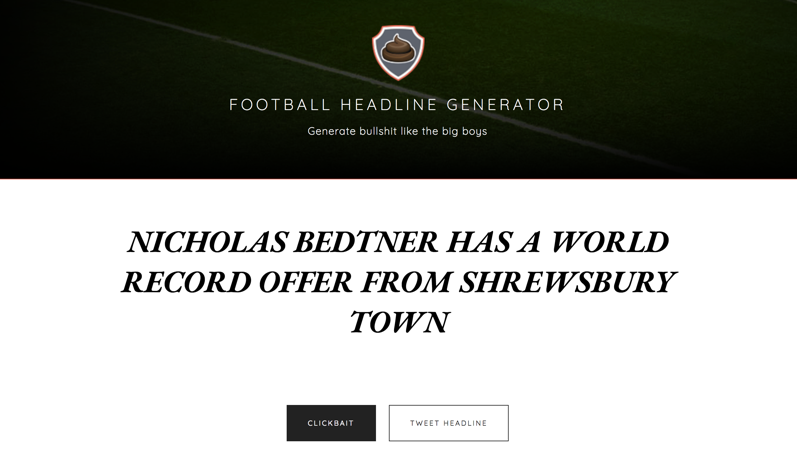 FOOTBALL HEADLINE GENERATOR
Generate bullshit like the big boys
NICHOLAS BEDTNER HAS A WORLD
RECORD OFFER FROM SHREWSBURY
TOWN
CLICKBAIT
TWEET HEADLINE